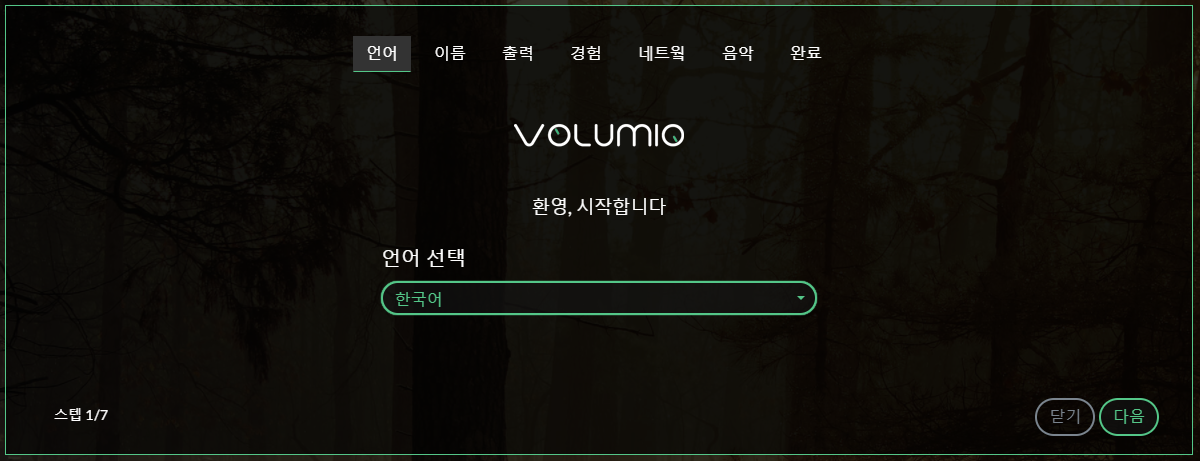 언어 이름 출력 경험 네트웍 음악 완료
VOLUMIO
환영, 시작합니다
언어 선택
한국어
스텝 1/7
닫기 다음